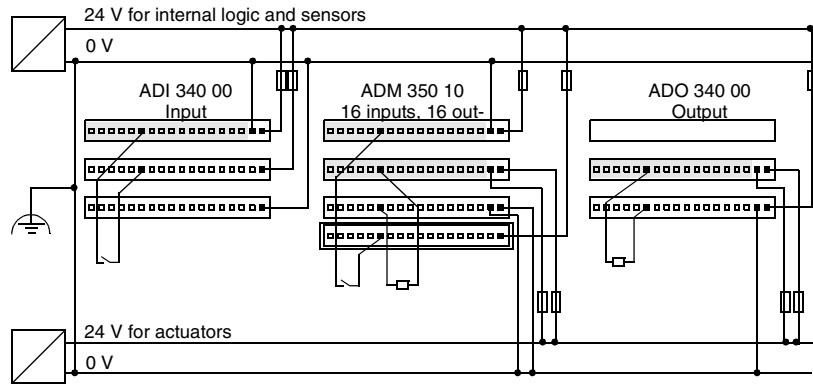 24 V for internal logic and sensors
0 V
ADI 340 00
Input
ADM 350 10
16 inputs, 16 out-
ADO 340 00
Output
24 V for actuators
0 V